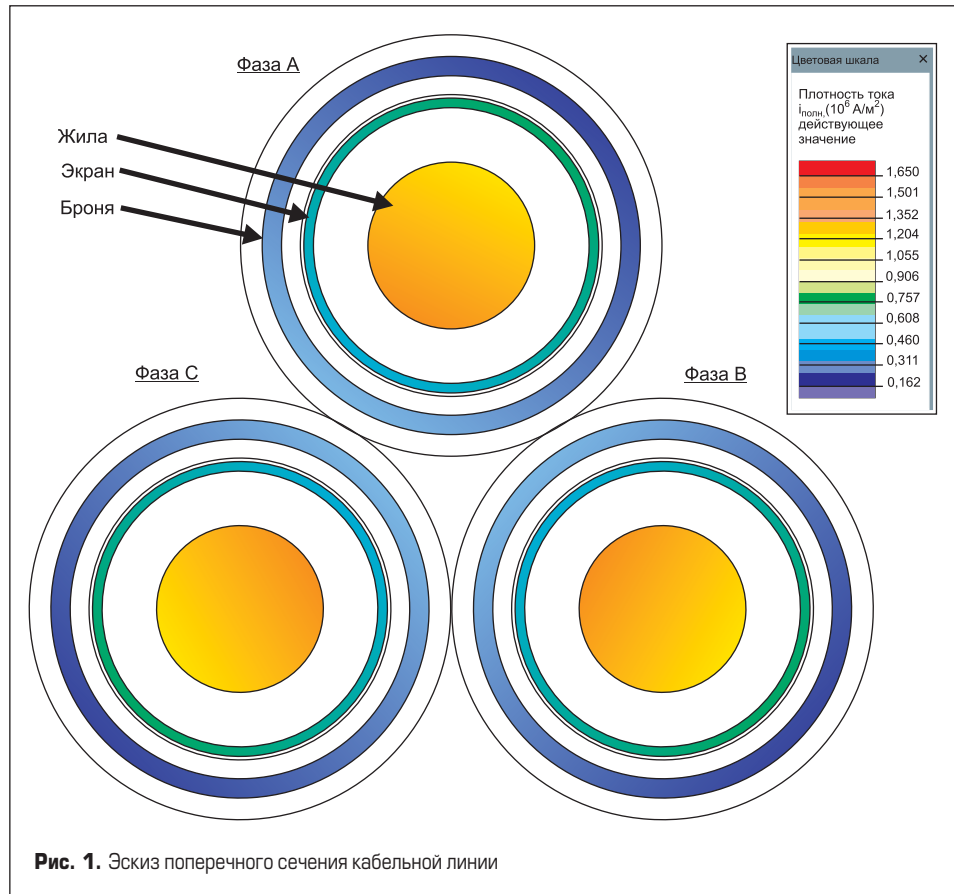 Фаза А
Жила
Экран
Броня
Фаза С
Фаза В
Цветовая шкала ×
Плотность тока
iполн,(10⁶ А/м²)
действующее
значение
1,650
1,501
1,352
1,204
1,055
0,906
0,757
0,608
0,460
0,311
0,162
Рис. 1. Эскиз поперечного сечения кабельной линии